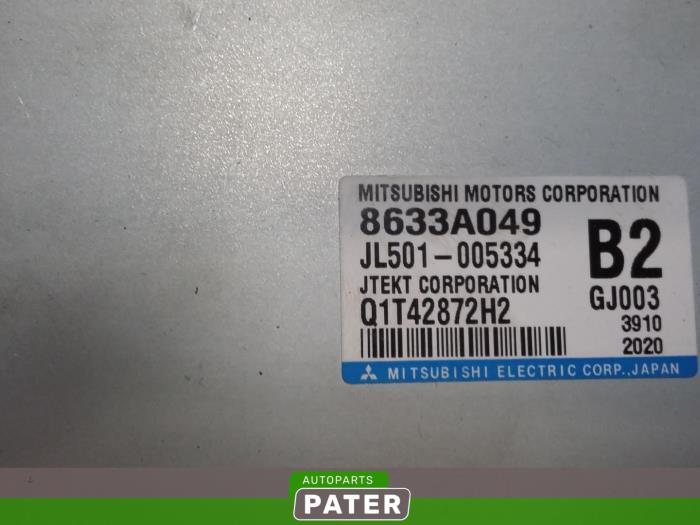 MITSUBISHI MOTORS CORPORATION
8633A049
JL501-005334
B2
JTEKT CORPORATION
Q1T42872H2
GJ003
3910
2020
MITSUBISHI ELECTRIC CORP.,JAPAN
AUTOPARTS
PATER